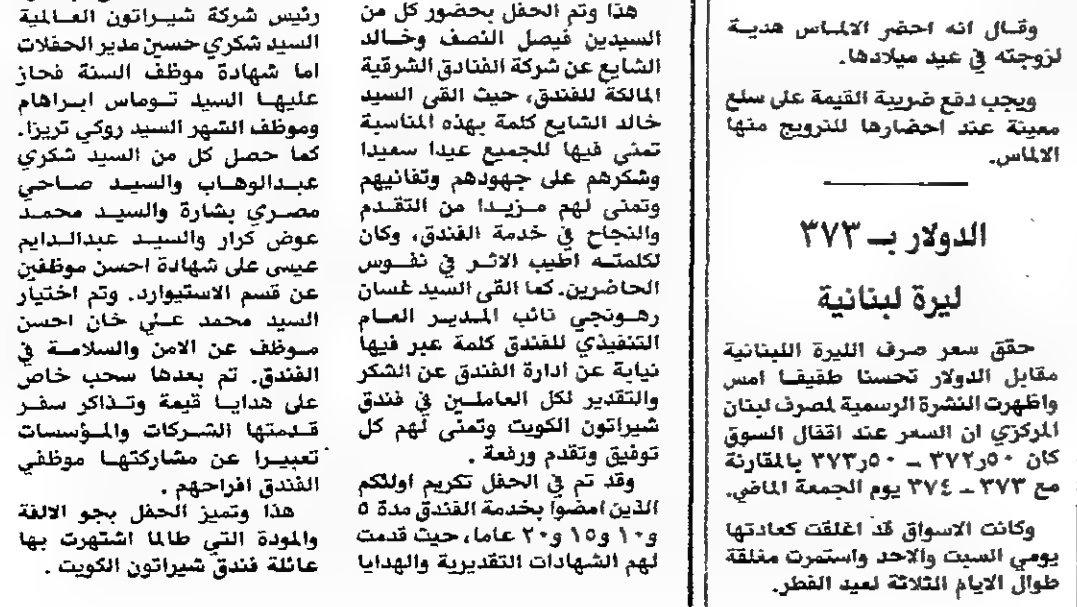 وقال انه احضر الالماس هدية
لزوجته في عيد ميلادها.
ويجب دفع ضريبة القيمة على سلع
معينة عند احضارها للترويج منها
الالماس.
الدولار بـ ٣٧٣
ليرة لبنانية
حقق سعر صرف الليرة اللبنانية
مقابل الدولار تحسنا طفيفا امس
واظهرت النشرة الرسمية لمصرف لبنان
المركزي ان السعر عند اقفال السوق
كان ٥٠ر٣٧٢ ـ ٥٠ر٣٧٣ بالمقارنة
مع ٣٧٣ ـ ٣٧٤ يوم الجمعة الماضي.
وكانت الاسواق قد اغلقت كعادتها
يومي السبت والاحد واستمرت مغلقة
طوال الايام الثلاثة لعيد الفطر.
هذا وتم الحفل بحضور كل من
السيدين فيصل النصف وخالد
الشايع عن شركة الفنادق الشرقية
المالكة للفندق، حيث القى السيد
خالد الشايع كلمة بهذه المناسبة
تمنى فيها للجميع عيدا سعيدا
وشكرهم على جهودهم وتفانيهم
وتمنى لهم مزيدا من التقدم
والنجاح في خدمة الفندق، وكان
لكلمته اطيب الاثر في نفوس
الحاضرين. كما القى السيد غسان
رهونجي نائب المدير العام
التنفيذي للفندق كلمة عبر فيها
نيابة عن ادارة الفندق عن الشكر
والتقدير لكل العاملين في فندق
شيراتون الكويت وتمنى لهم كل
توفيق وتقدم ورفعة .
وقد تم في الحفل تكريم اولئكم
الذين امضوا بخدمة الفندق مدة ٥
و١٠ و١٥ و٢٠ عاما، حيث قدمت
لهم الشهادات التقديرية والهدايا
رئيس شركة شيراتون العالمية
السيد شكري حسين مدير الحفلات
اما شهادة موظف السنة فحاز
عليها السيد توماس ابراهام
وموظف الشهر السيد روكي تريزا.
كما حصل كل من السيد شكري
عبدالوهاب والسيد صاحي
مصري بشارة والسيد محمد
عوض كرار والسيد عبدالدايم
عيسى على شهادة احسن موظفين
عن قسم الاستيوارد. وتم اختيار
السيد محمد علي خان احسن
موظف عن الامن والسلامة في
الفندق. تم بعدها سحب خاص
على هدايا قيمة وتذاكر سفر
قدمتها الشركات والمؤسسات
تعبيرا عن مشاركتها موظفي
الفندق افراحهم .
هذا وتميز الحفل بجو الالفة
والمودة التي طالما اشتهرت بها
عائلة فندق شيراتون الكويت .